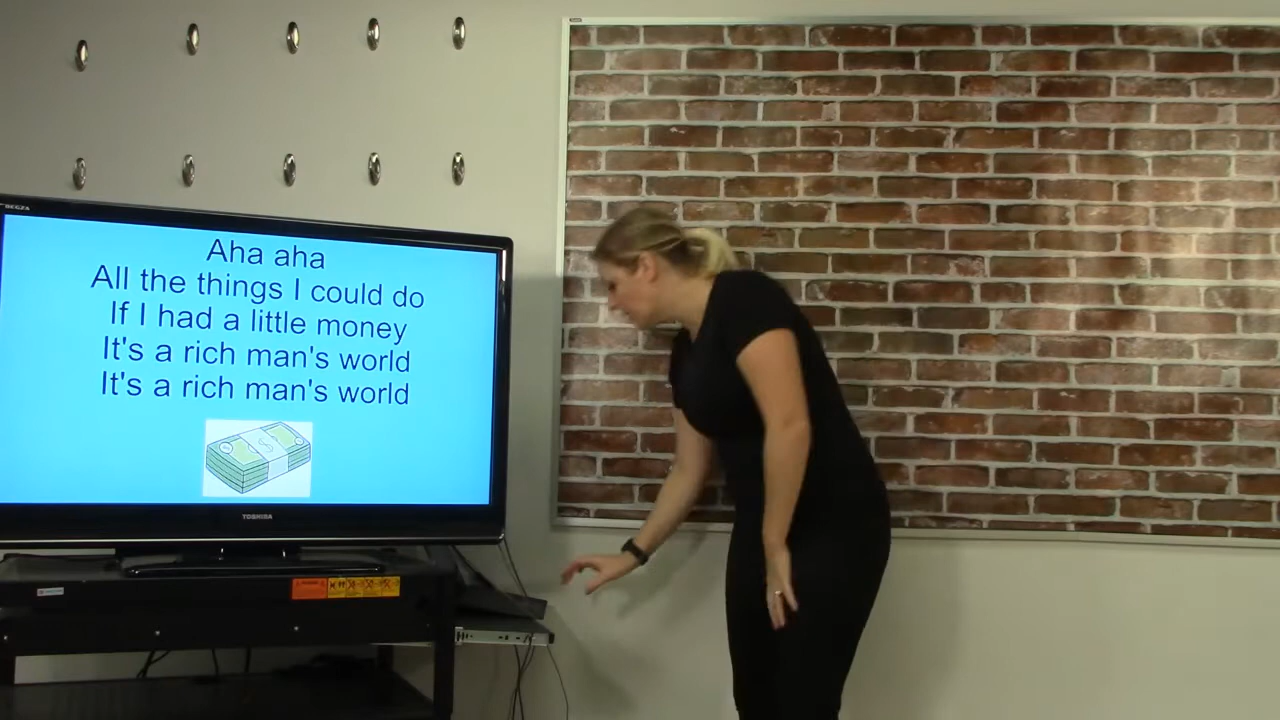 REGZA
Aha aha
All the things I could do
If I had a little money
It's a rich man's world
It's a rich man's world
TOSHIBA